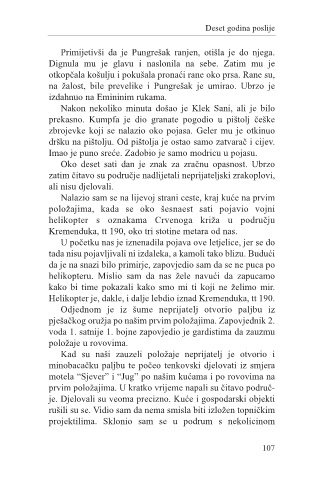 Deset godina poslije
Primijetivši da je Pungrešak ranjen, otišla je do njega.
Dignula mu je glavu i naslonila na sebe. Zatim mu je
otkopčala košulju i pokušala pronaći rane oko prsa. Rane su,
na žalost, bile prevelike i Pungrešak je umirao. Ubrzo je
izdahnuo na Emininim rukama.
Nakon nekoliko minuta došao je Klek Sani, ali je bilo
prekasno. Kumpfa je dio granate pogodio u pištolj češke
zbrojevke koji se nalazio oko pojasa. Geler mu je otkinuo
dršku na pištolju. Od pištolja je ostao samo zatvarač i cijev.
Imao je puno sreće. Zadobio je samo modricu u pojasu.
Oko deset sati dan je znak za zračnu opasnost. Ubrzo
zatim čitavo su područje nadlijetali neprijateljski zrakoplovi,
ali nisu djelovali.
Nalazio sam se na lijevoj strani ceste, kraj kuće na prvim
položajima, kada se oko šesnaest sati pojavio vojni
helikopter s oznakama Crvenoga križa u području
Kremenduka, tt 190, oko tri stotine metara od nas.
U početku nas je iznenadila pojava ove letjelice, jer se do
tada nisu pojavljivali ni izdaleka, a kamoli tako blizu. Budući
da je na snazi bilo primirje, zapovjedio sam da se ne puca po
helikopteru. Mislio sam da nas žele navući da zapucamo
kako bi time pokazali kako smo mi ti koji ne želimo mir.
Helikopter je, dakle, i dalje lebdio iznad Kremenduka, tt 190.
Odjednom je iz šume neprijatelj otvorio paljbu iz
pješačkog oružja po našim prvim položajima. Zapovjednik 2.
voda 1. satnije 1. bojne zapovjedio je gardistima da zauzmu
položaje u rovovima.
Kad su naši zauzeli položaje neprijatelj je otvorio i
minobacačku paljbu te počeo tenkovski djelovati iz smjera
motela “Sjever” i “Jug” po našim kućama i po rovovima na
prvim položajima. U kratko vrijeme napali su čitavo područ-
je. Djelovali su veoma precizno. Kuće i gospodarski objekti
rušili su se. Vidio sam da nema smisla biti izložen topničkim
projektilima. Sklonio sam se u podrum s nekolicinom
107